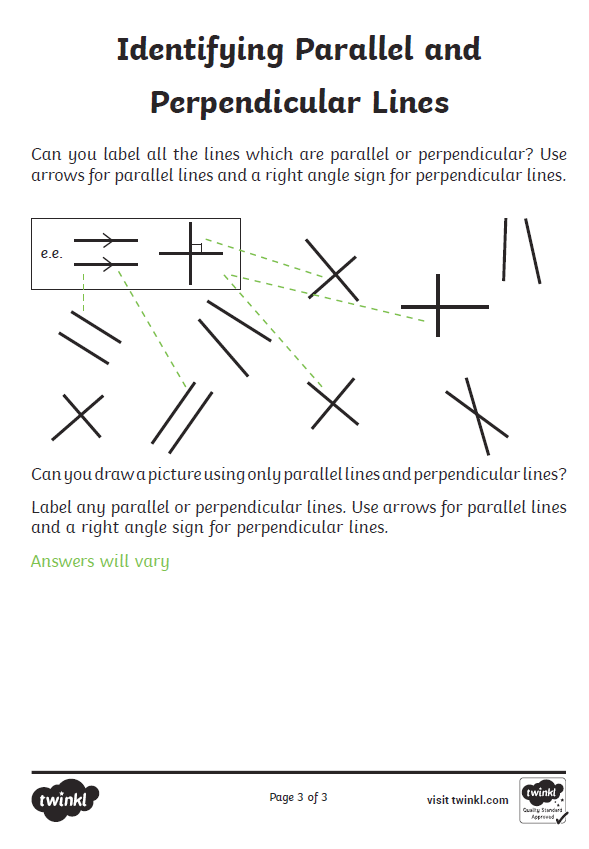 Identifying Parallel and
Perpendicular Lines
Can you label all the lines which are parallel or perpendicular? Use
arrows for parallel lines and a right angle sign for perpendicular lines.
e.e.
Can you draw a picture using only parallel lines and perpendicular lines?
Label any parallel or perpendicular lines. Use arrows for parallel lines
and a right angle sign for perpendicular lines.
Answers will vary
twinkl
Page 3 of 3
visit twinkl.com
twinkl
Quality Standard
Approved